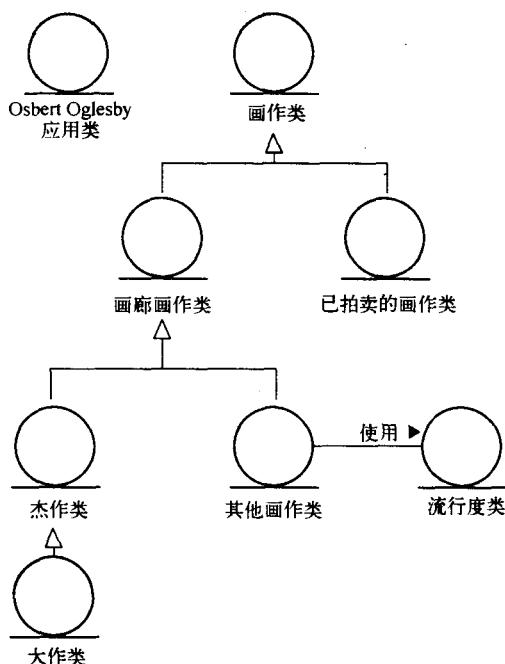 Osbert Oglesby
应用类
画作类
画廊画作类
已拍卖的画作类
使用 ▶
杰作类
其他画作类
流行度类
大作类